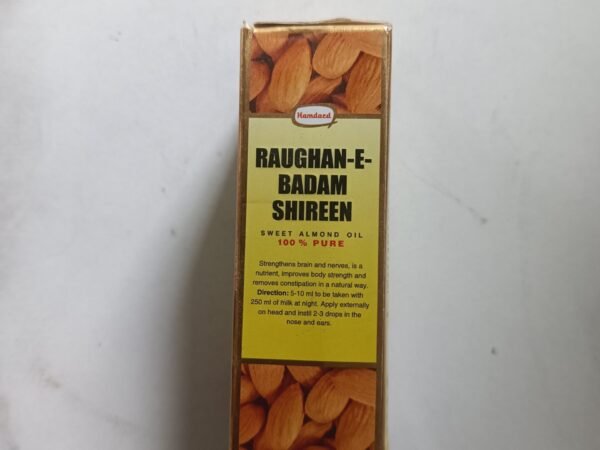 Hamdard
RAUGHAN-E-
BADAM
SHIREEN
SWEET ALMOND OIL
100% PURE
Strengthens brain and nerves, is a
nutrient, improves body strength and
removes constipation in a natural way.
Direction: 5-10 ml to be taken with
250 ml of milk at night. Apply externally
on head and instil 2-3 drops in the
nose and ears.